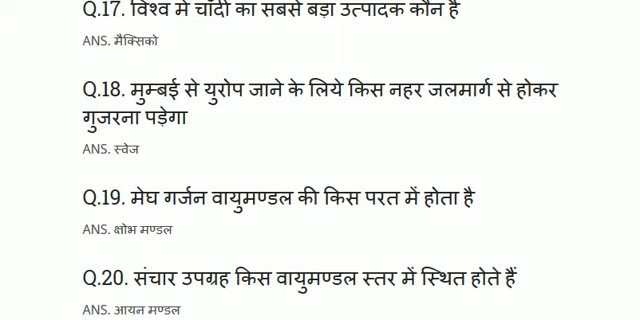 Q.17. विश्व में चाँदी का सबसे बड़ा उत्पादक कौन है
ANS. मैक्सिको
Q.18. मुम्बई से युरोप जाने के लिये किस नहर जलमार्ग से होकर
गुजरना पड़ेगा
ANS. स्वेज
Q.19. मेघ गर्जन वायुमण्डल की किस परत में होता है
ANS. क्षोभ मण्डल
Q.20. संचार उपग्रह किस वायुमण्डल स्तर में स्थित होते हैं
ANS. आयन मण्डल